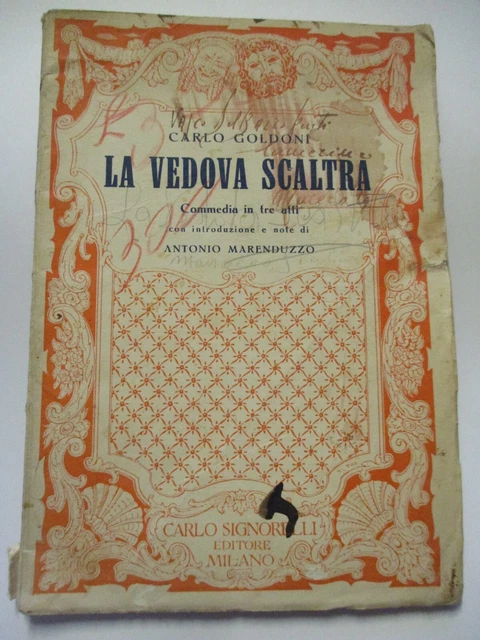 CARLO GOLDONI
LA VEDOVA SCALTRA
Commedia in tre atti
con introduzione e note di
ANTONIO MARENDUZZO
CARLO SIGNORELLI
EDITORE
MILANO